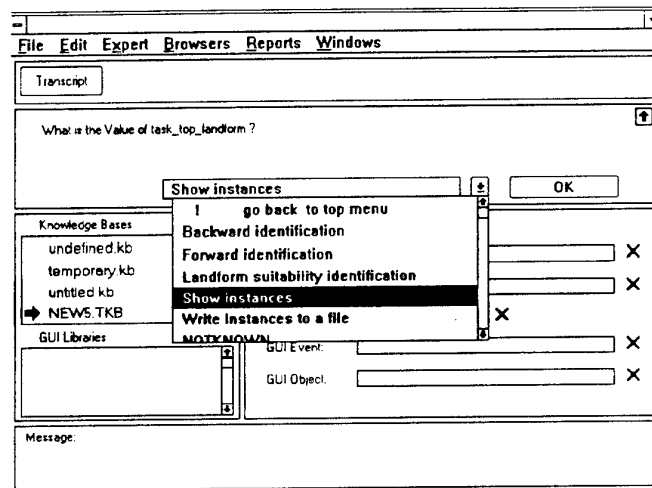 File Edit Expert Browsers Reports Windows
Transcript
What is the Value of task_top_landform ?
Show instances
OK
! go back to top menu
Backward identification
Forward identification
Landform suitability identification
Show instances
Write Instances to a file
NOTKNOWN
Knowledge Bases
undefined.kb
temporary.kb
untitled.kb
NEW5.TKB
GUI Libraries
GUI Event:
GUI Object:
Message: